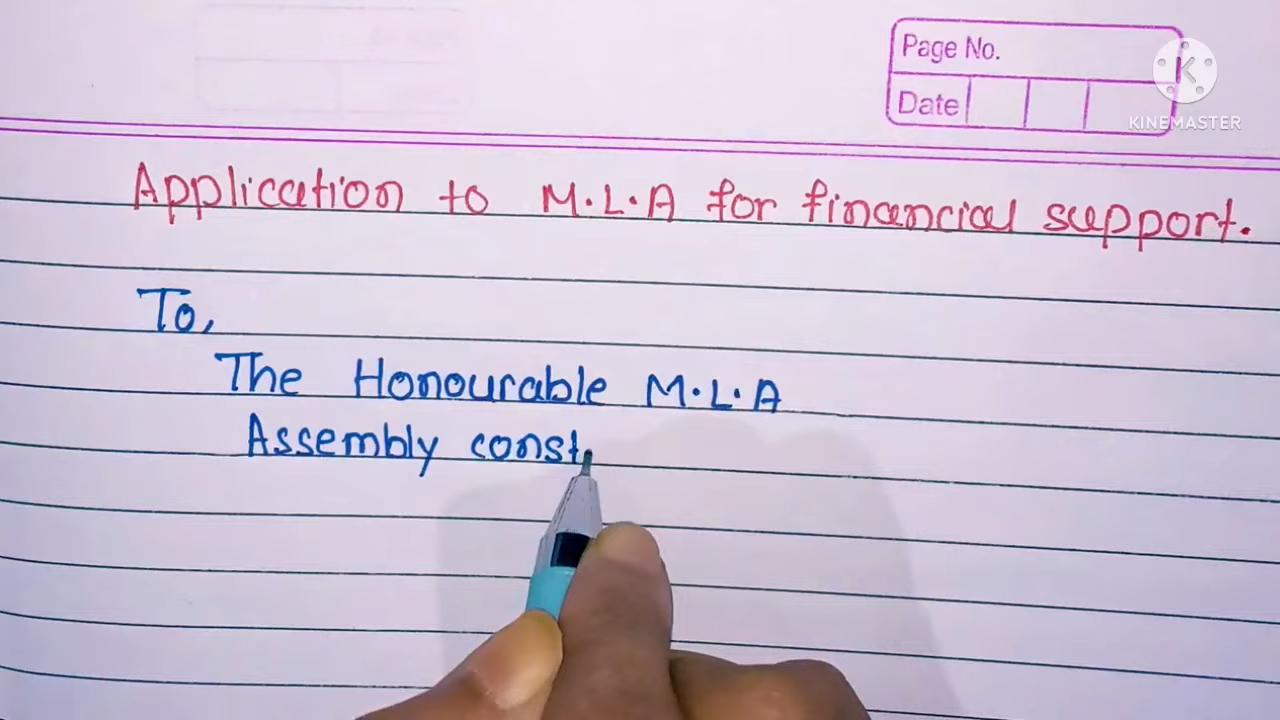 Page No.
Date
KINEMASTER
Application to M.L.A for financial support.
To,
The Honourable M.L.A
Assembly const